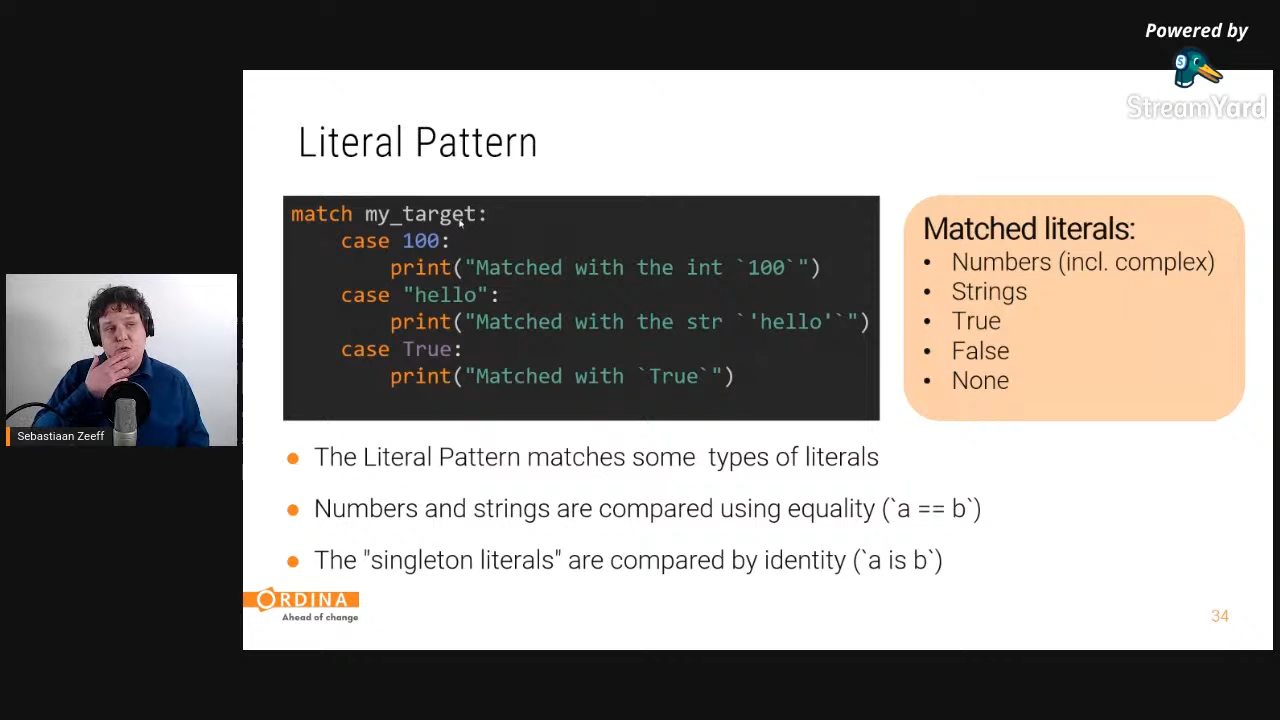 Powered by
StreamYard
Literal Pattern
match my_target:
    case 100:
        print("Matched with the int `100`")
    case "hello":
        print("Matched with the str `'hello'`")
    case True:
        print("Matched with `True`")
Matched literals:
• Numbers (incl. complex)
• Strings
• True
• False
• None
Sebastiaan Zeeff
• The Literal Pattern matches some types of literals
• Numbers and strings are compared using equality (`a == b`)
• The "singleton literals" are compared by identity (`a is b`)
ORDINA
Ahead of change
34